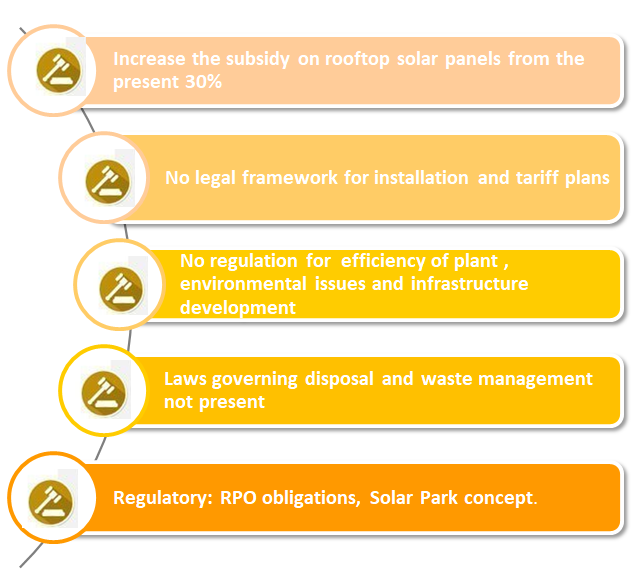 Increase the subsidy on rooftop solar panels from the
present 30%
No legal framework for installation and tariff plans
No regulation for efficiency of plant ,
environmental issues and infrastructure
development
Laws governing disposal and waste management
not present
Regulatory: RPO obligations, Solar Park concept.